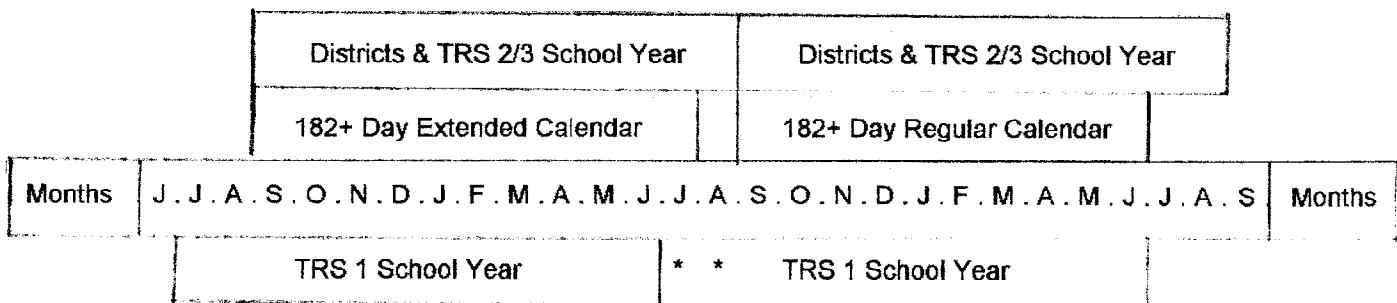 Districts & TRS 2/3 School Year Districts & TRS 2/3 School Year
182+ Day Extended Calendar 182+ Day Regular Calendar
Months J . J . A . S . O . N . D . J . F . M . A . M . J . J . A . S . O . N . D . J . F . M . A . M . J . J . A . S Months
TRS 1 School Year * * TRS 1 School Year